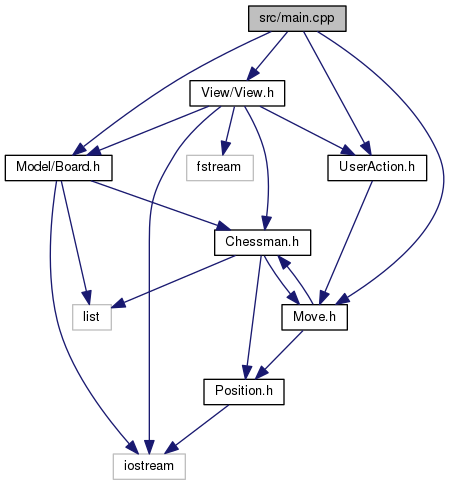 src/main.cpp
View/View.h
Model/Board.h
fstream
UserAction.h
Chessman.h
list
Move.h
Position.h
iostream